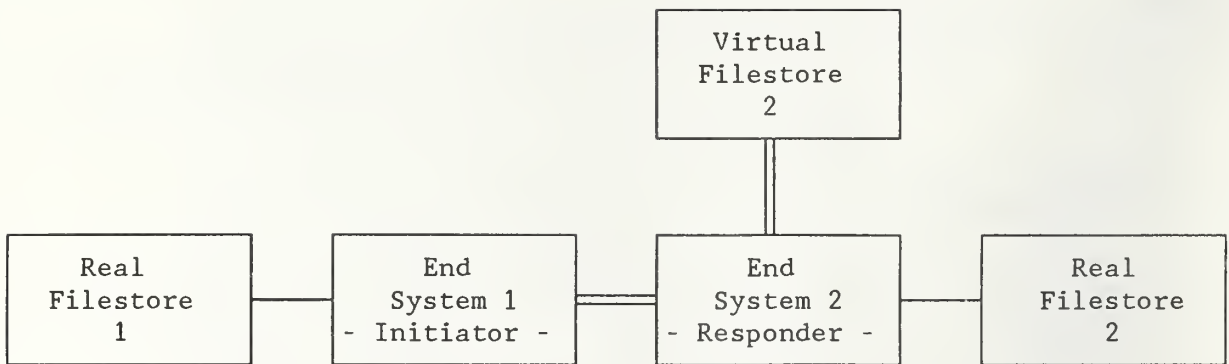 Virtual
Filestore
2
Real
Filestore
1
End
System 1
- Initiator -
End
System 2
- Responder -
Real
Filestore
2